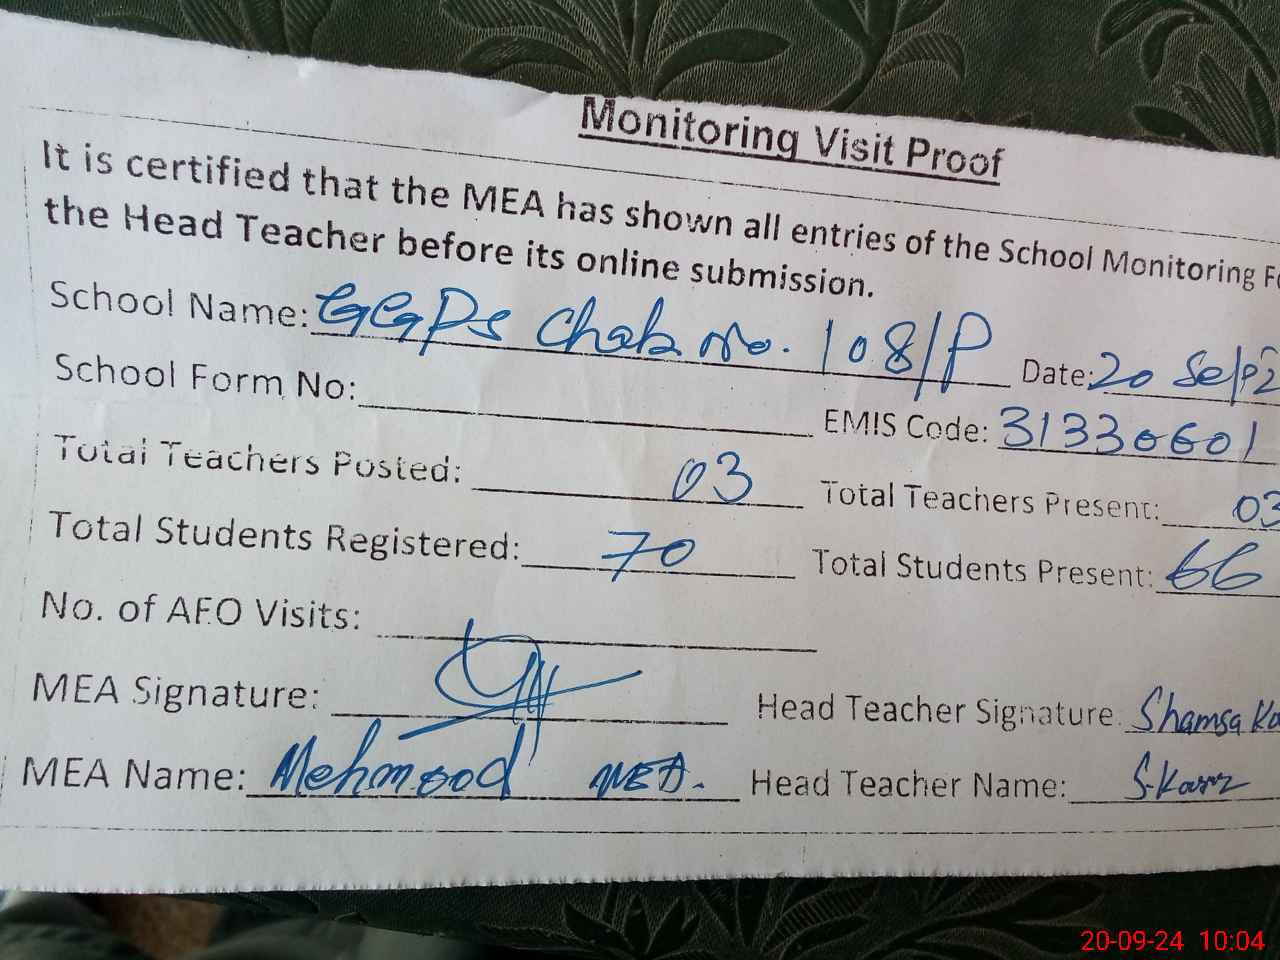 Monitoring Visit Proof
It is certified that the MEA has shown all entries of the School Monitoring Fo
the Head Teacher before its online submission.
School Name: GGPS Chak No. 108/P Date: 20 Sep 2
School Form No: EMIS Code: 31330601
Total Teachers Posted: 03 Total Teachers Present: 03
Total Students Registered: 70 Total Students Present: 66
No. of AEO Visits:
MEA Signature: Head Teacher Signature: Shamsa
MEA Name: Mehmood MEA. Head Teacher Name:
20-09-24 10:04